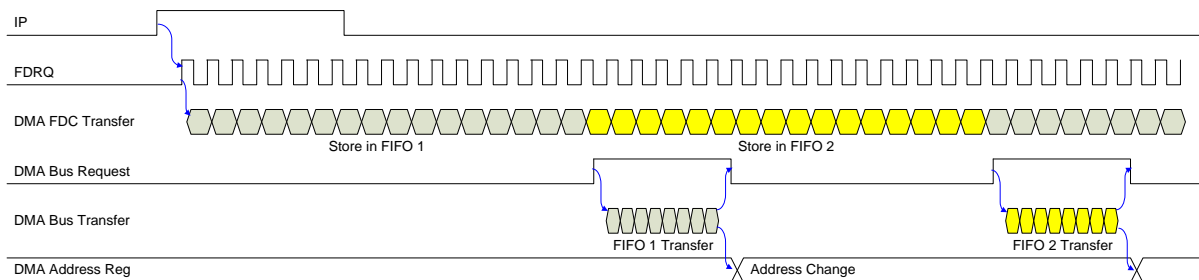 IP
FDRQ
DMA FDC Transfer
Store in FIFO 1
Store in FIFO 2
DMA Bus Request
DMA Bus Transfer
FIFO 1 Transfer
FIFO 2 Transfer
DMA Address Reg
Address Change